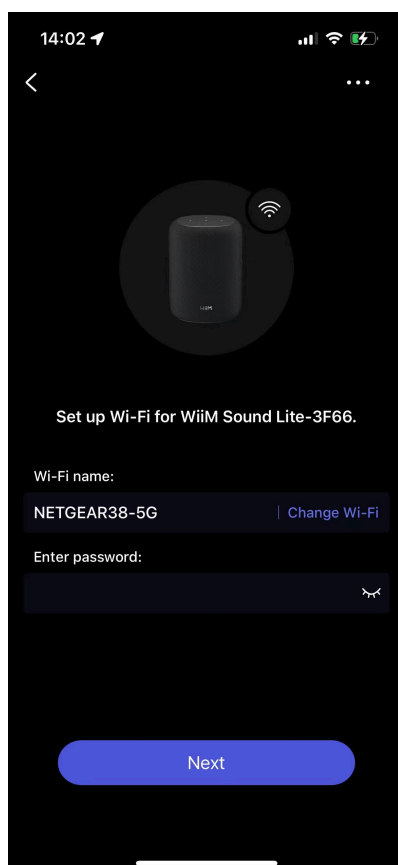 14:02
WiiM
Set up Wi-Fi for WiiM Sound Lite-3F66.
Wi-Fi name:
NETGEAR38-5G | Change Wi-Fi
Enter password:
Next